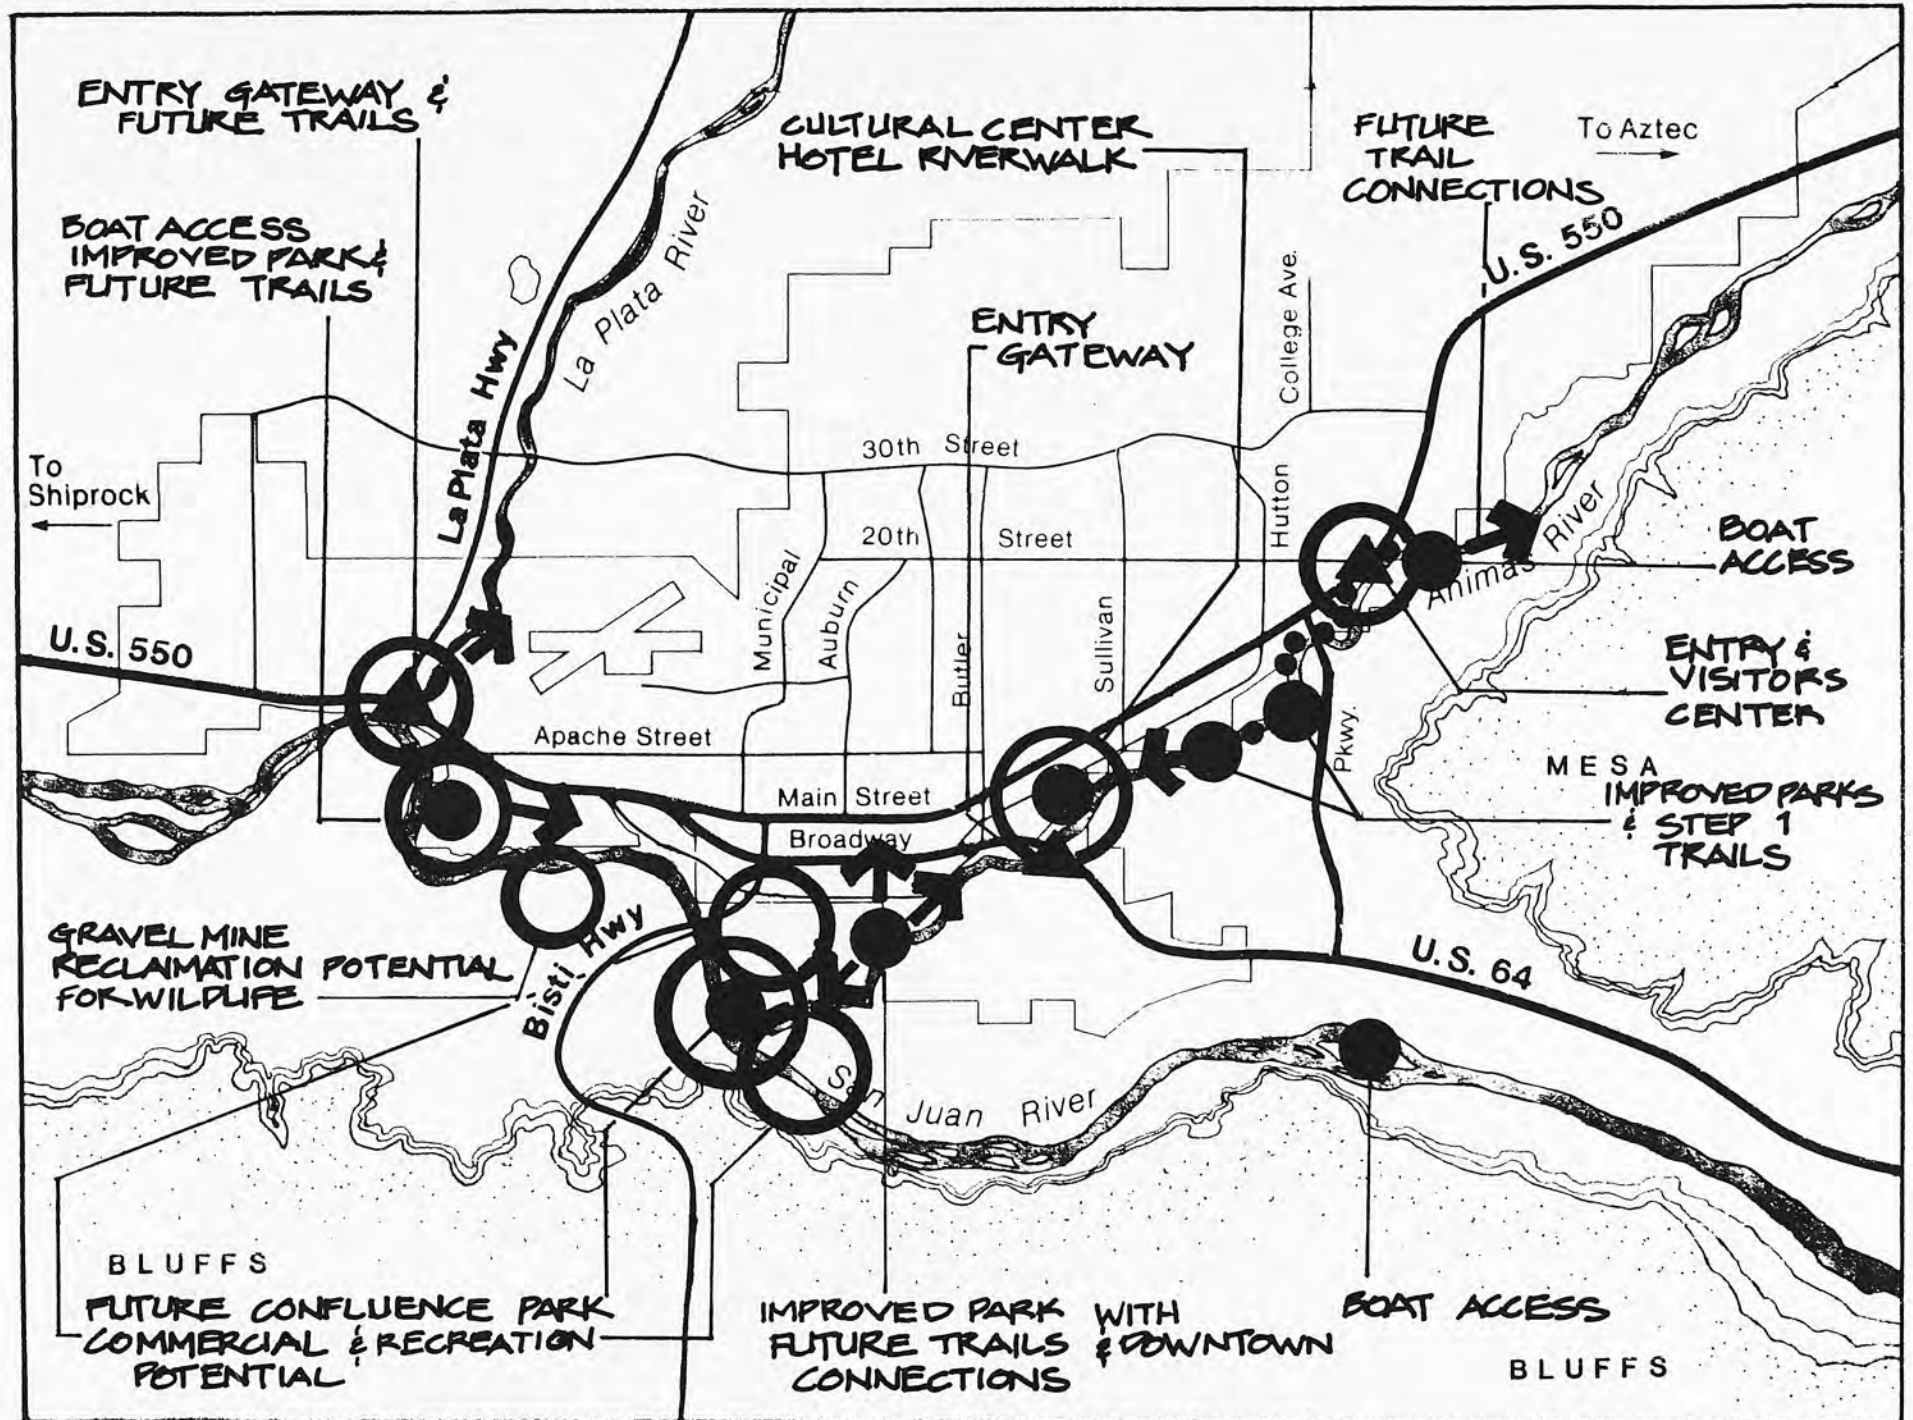 ENTRY GATEWAY &
FUTURE TRAILS
BOAT ACCESS
IMPROVED PARK &
FUTURE TRAILS
CULTURAL CENTER
HOTEL RIVERWALK
FUTURE
TRAIL
CONNECTIONS
To Aztec
U.S. 550
La Plata River
La Plata Hwy
ENTRY
GATEWAY
College Ave.
To
Shiprock
30th Street
20th Street
Hutton
Municipal
Auburn
Butler
Sullivan
Animas River
BOAT
ACCESS
U.S. 550
ENTRY &
VISITORS
CENTER
Apache Street
Pkwy.
MESA
Main Street
Broadway
IMPROVED PARKS
& STEP 1
TRAILS
GRAVEL MINE
RECLAIMATION POTENTIAL
FOR WILDLIFE
Bisti Hwy
U.S. 64
San Juan River
BLUFFS
FUTURE CONFLUENCE PARK
COMMERCIAL & RECREATION
POTENTIAL
IMPROVED PARK WITH
FUTURE TRAILS & DOWNTOWN
CONNECTIONS
BOAT ACCESS
BLUFFS